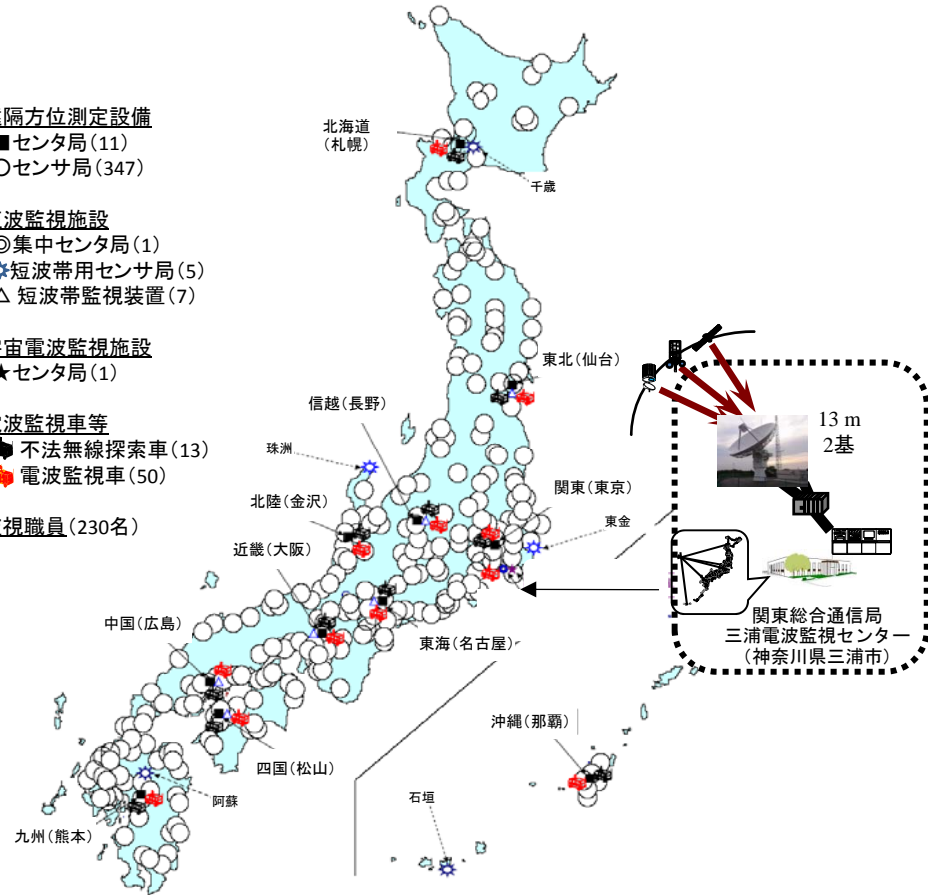 隔方位測定設備
■センタ局(11)
○センサ局(347)
波監視施設
◎集中センタ局(1)
短波帯用センサ局(5)
△ 短波帯監視装置(7)
宙電波監視施設
★センタ局(1)
波監視車等
不法無線探索車(13)
電波監視車(50)
視職員(230名)
北海道
(札幌)
千歳
東北(仙台)
信越(長野)
珠洲
北陸(金沢)
関東(東京)
東金
近畿(大阪)
中国(広島)
東海(名古屋)
四国(松山)
阿蘇
九州(熊本)
沖縄(那覇)
石垣
13 m
2基
関東総合通信局
三浦電波監視センター
(神奈川県三浦市)